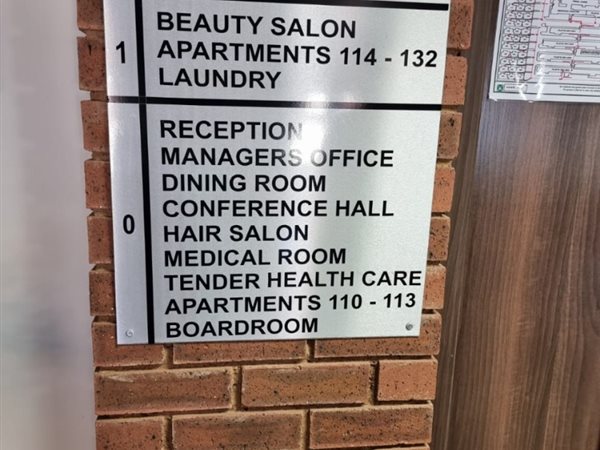 1
BEAUTY SALON
APARTMENTS 114 - 132
LAUNDRY
0
RECEPTION
MANAGERS OFFICE
DINING ROOM
CONFERENCE HALL
HAIR SALON
MEDICAL ROOM
TENDER HEALTH CARE
APARTMENTS 110 - 113
BOARDROOM